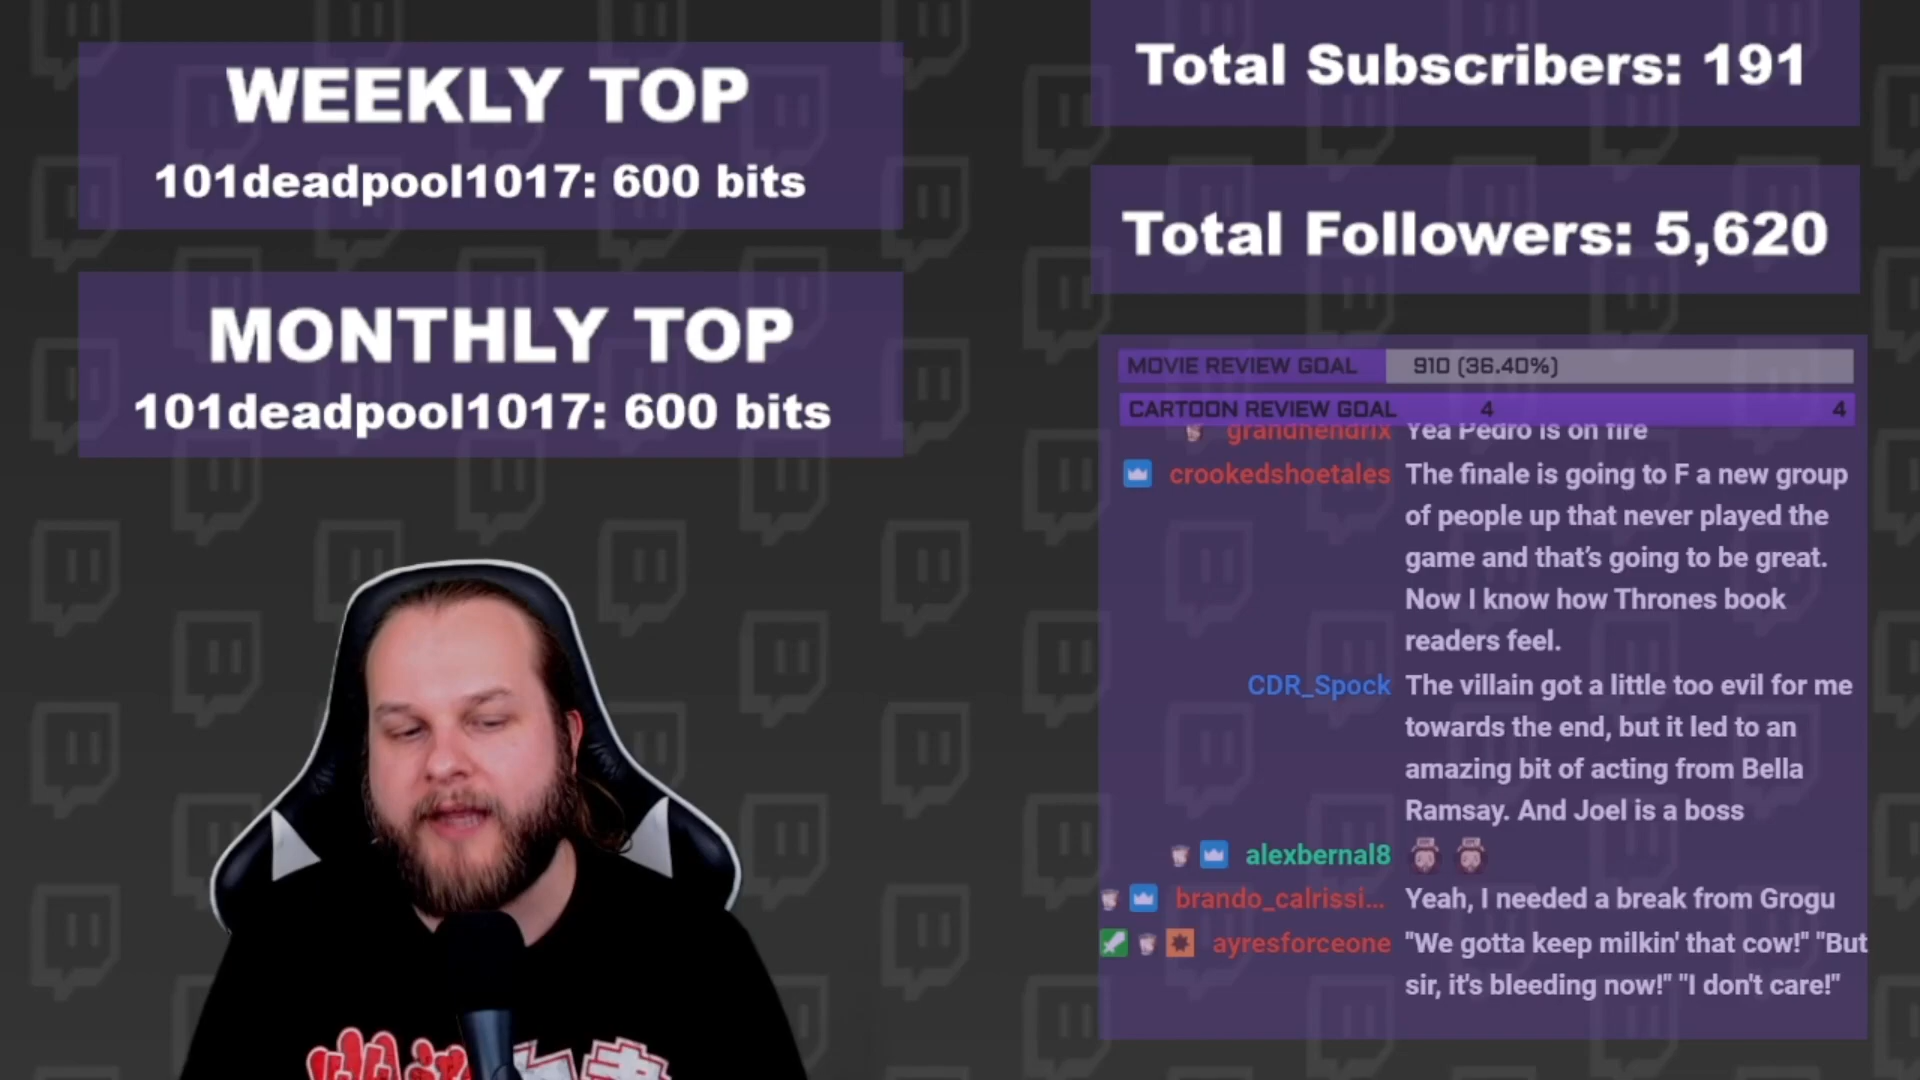 WEEKLY TOP
101deadpool1017: 600 bits
MONTHLY TOP
101deadpool1017: 600 bits
Total Subscribers: 191
Total Followers: 5,620
MOVIE REVIEW GOAL 910 (36.40%)
CARTOON REVIEW GOAL 4 4
grandhendrix Yea Pedro is on fire
crookedshoetales The finale is going to F a new group
of people up that never played the
game and that’s going to be great.
Now I know how Thrones book
readers feel.
CDR_Spock The villain got a little too evil for me
towards the end, but it led to an
amazing bit of acting from Bella
Ramsay. And Joel is a boss
alexbernal8
brando_calrissi... Yeah, I needed a break from Grogu
ayresforceone "We gotta keep milkin' that cow!" "But
sir, it's bleeding now!" "I don't care!"